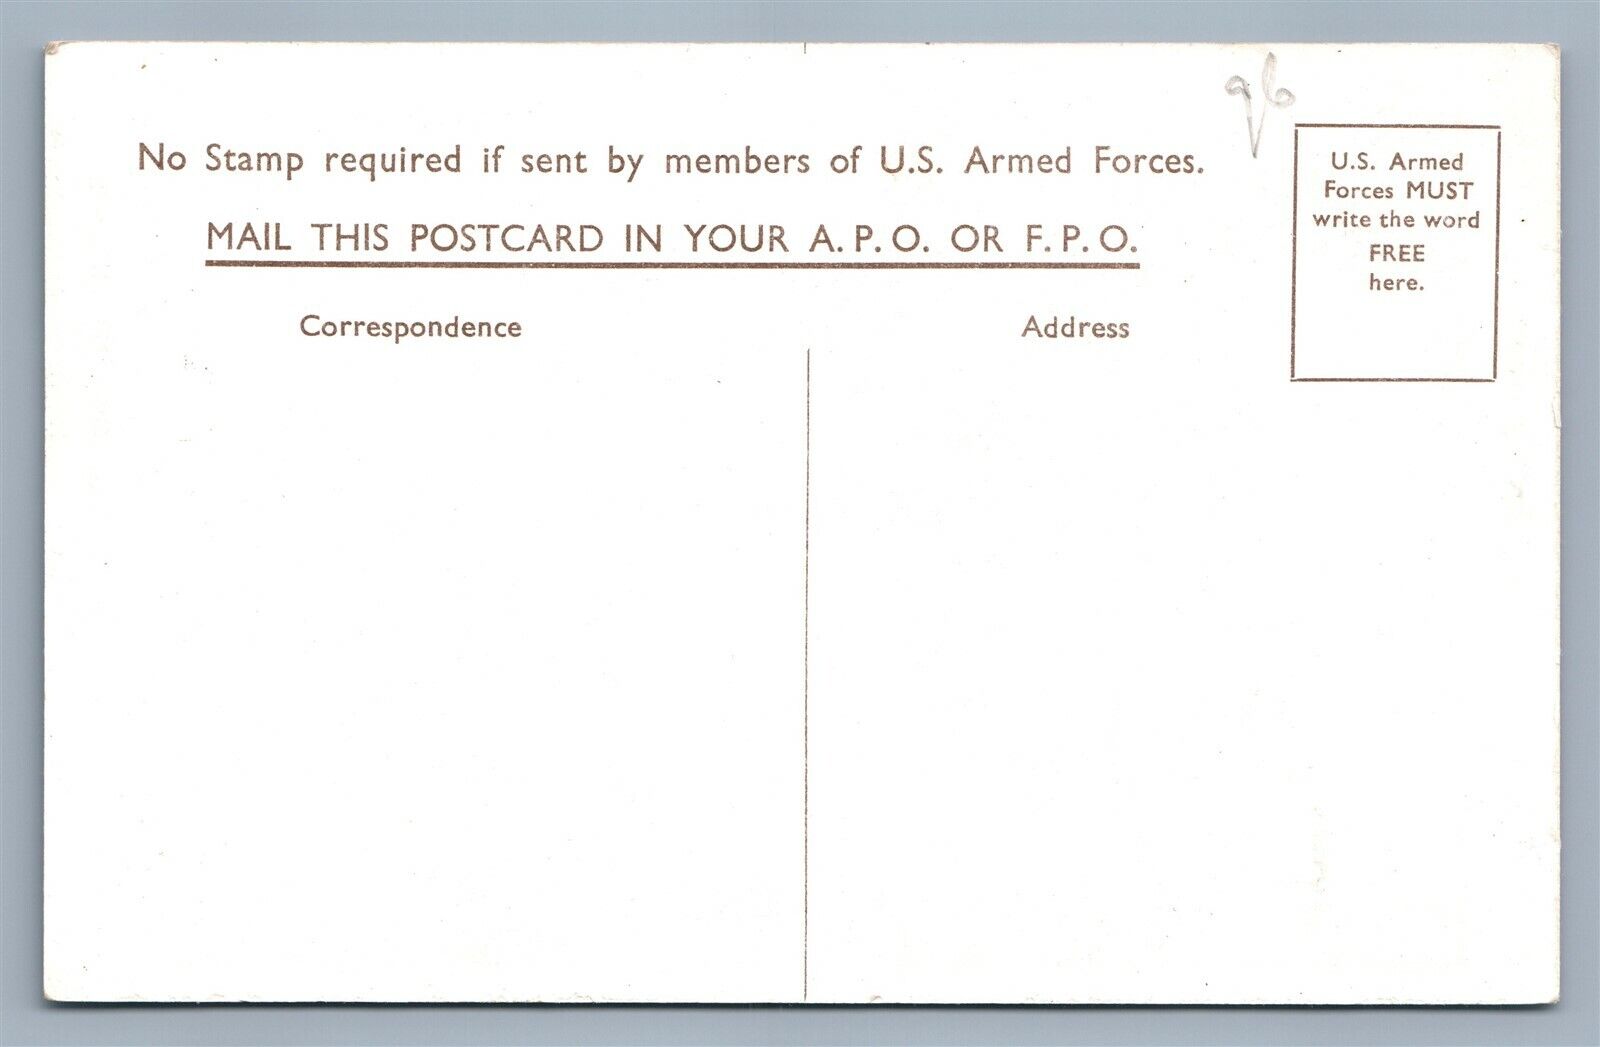 96
No Stamp required if sent by members of U.S. Armed Forces.
MAIL THIS POSTCARD IN YOUR A.P.O. OR F.P.O.
U.S. Armed
Forces MUST
write the word
FREE
here.
Correspondence
Address